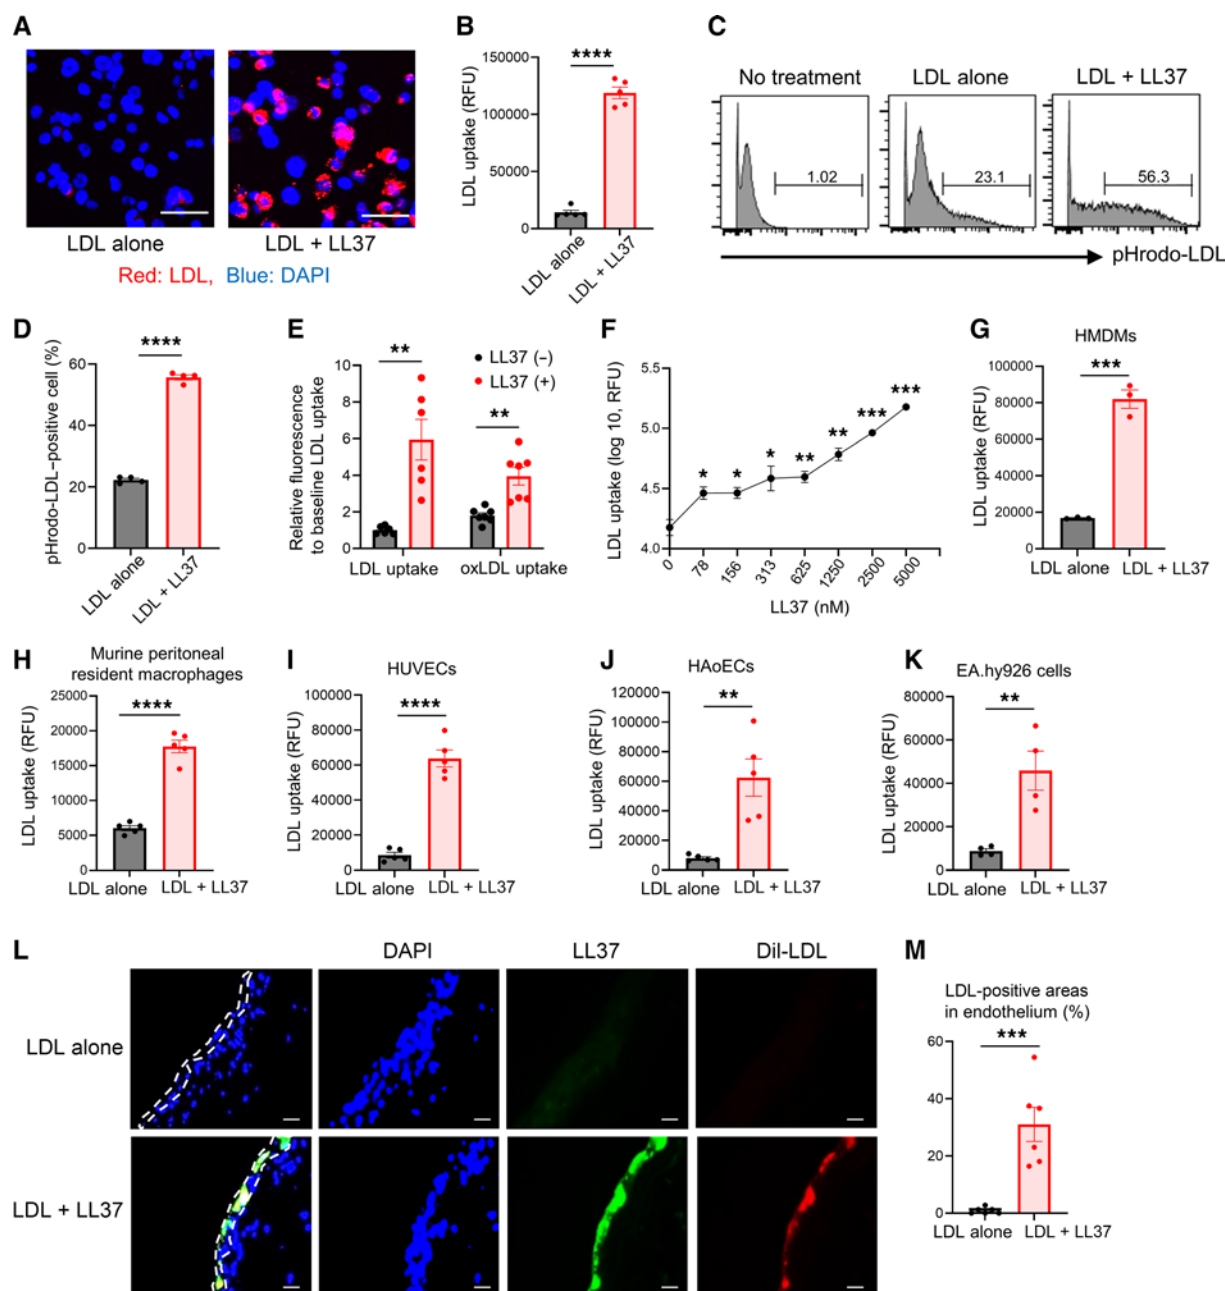 A
LDL alone
LDL + LL37
Red: LDL, Blue: DAPI
B
LDL uptake (RFU)
150000
100000
50000
0
****
LDL alone
LDL + LL37
C
No treatment
LDL alone
LDL + LL37
1.02
23.1
56.3
pHrodo-LDL
D
pHrodo-LDL–positive cell (%)
60
40
20
0
****
LDL alone
LDL + LL37
E
Relative fluorescence
to baseline LDL uptake
10
8
6
4
2
0
**
**
LL37 (–)
LL37 (+)
LDL uptake
oxLDL uptake
F
LDL uptake (log 10, RFU)
5.5
5.0
4.5
4.0
*
*
*
**
**
***
***
0
78
156
313
625
1250
2500
5000
LL37 (nM)
G
HMDMs
LDL uptake (RFU)
100000
80000
60000
40000
20000
0
***
LDL alone
LDL + LL37
H
Murine peritoneal
resident macrophages
LDL uptake (RFU)
25000
20000
15000
10000
5000
0
****
LDL alone
LDL + LL37
I
HUVECs
LDL uptake (RFU)
100000
80000
60000
40000
20000
0
****
LDL alone
LDL + LL37
J
HAoECs
LDL uptake (RFU)
120000
100000
80000
60000
40000
20000
0
**
LDL alone
LDL + LL37
K
EA.hy926 cells
LDL uptake (RFU)
80000
60000
40000
20000
0
**
LDL alone
LDL + LL37
L
DAPI
LL37
Dil-LDL
LDL alone
LDL + LL37
M
LDL-positive areas
in endothelium (%)
60
40
20
0
***
LDL alone
LDL + LL37